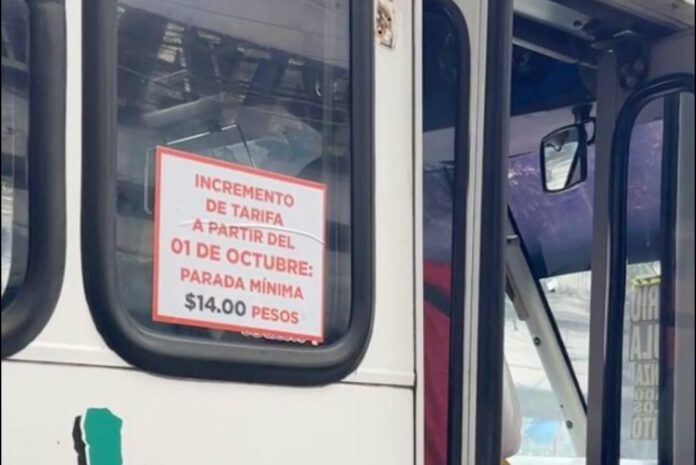 INCREMENTO
DE TARIFA
A PARTIR DEL
01 DE OCTUBRE:
PARADA MÍNIMA
$14.00 PESOS